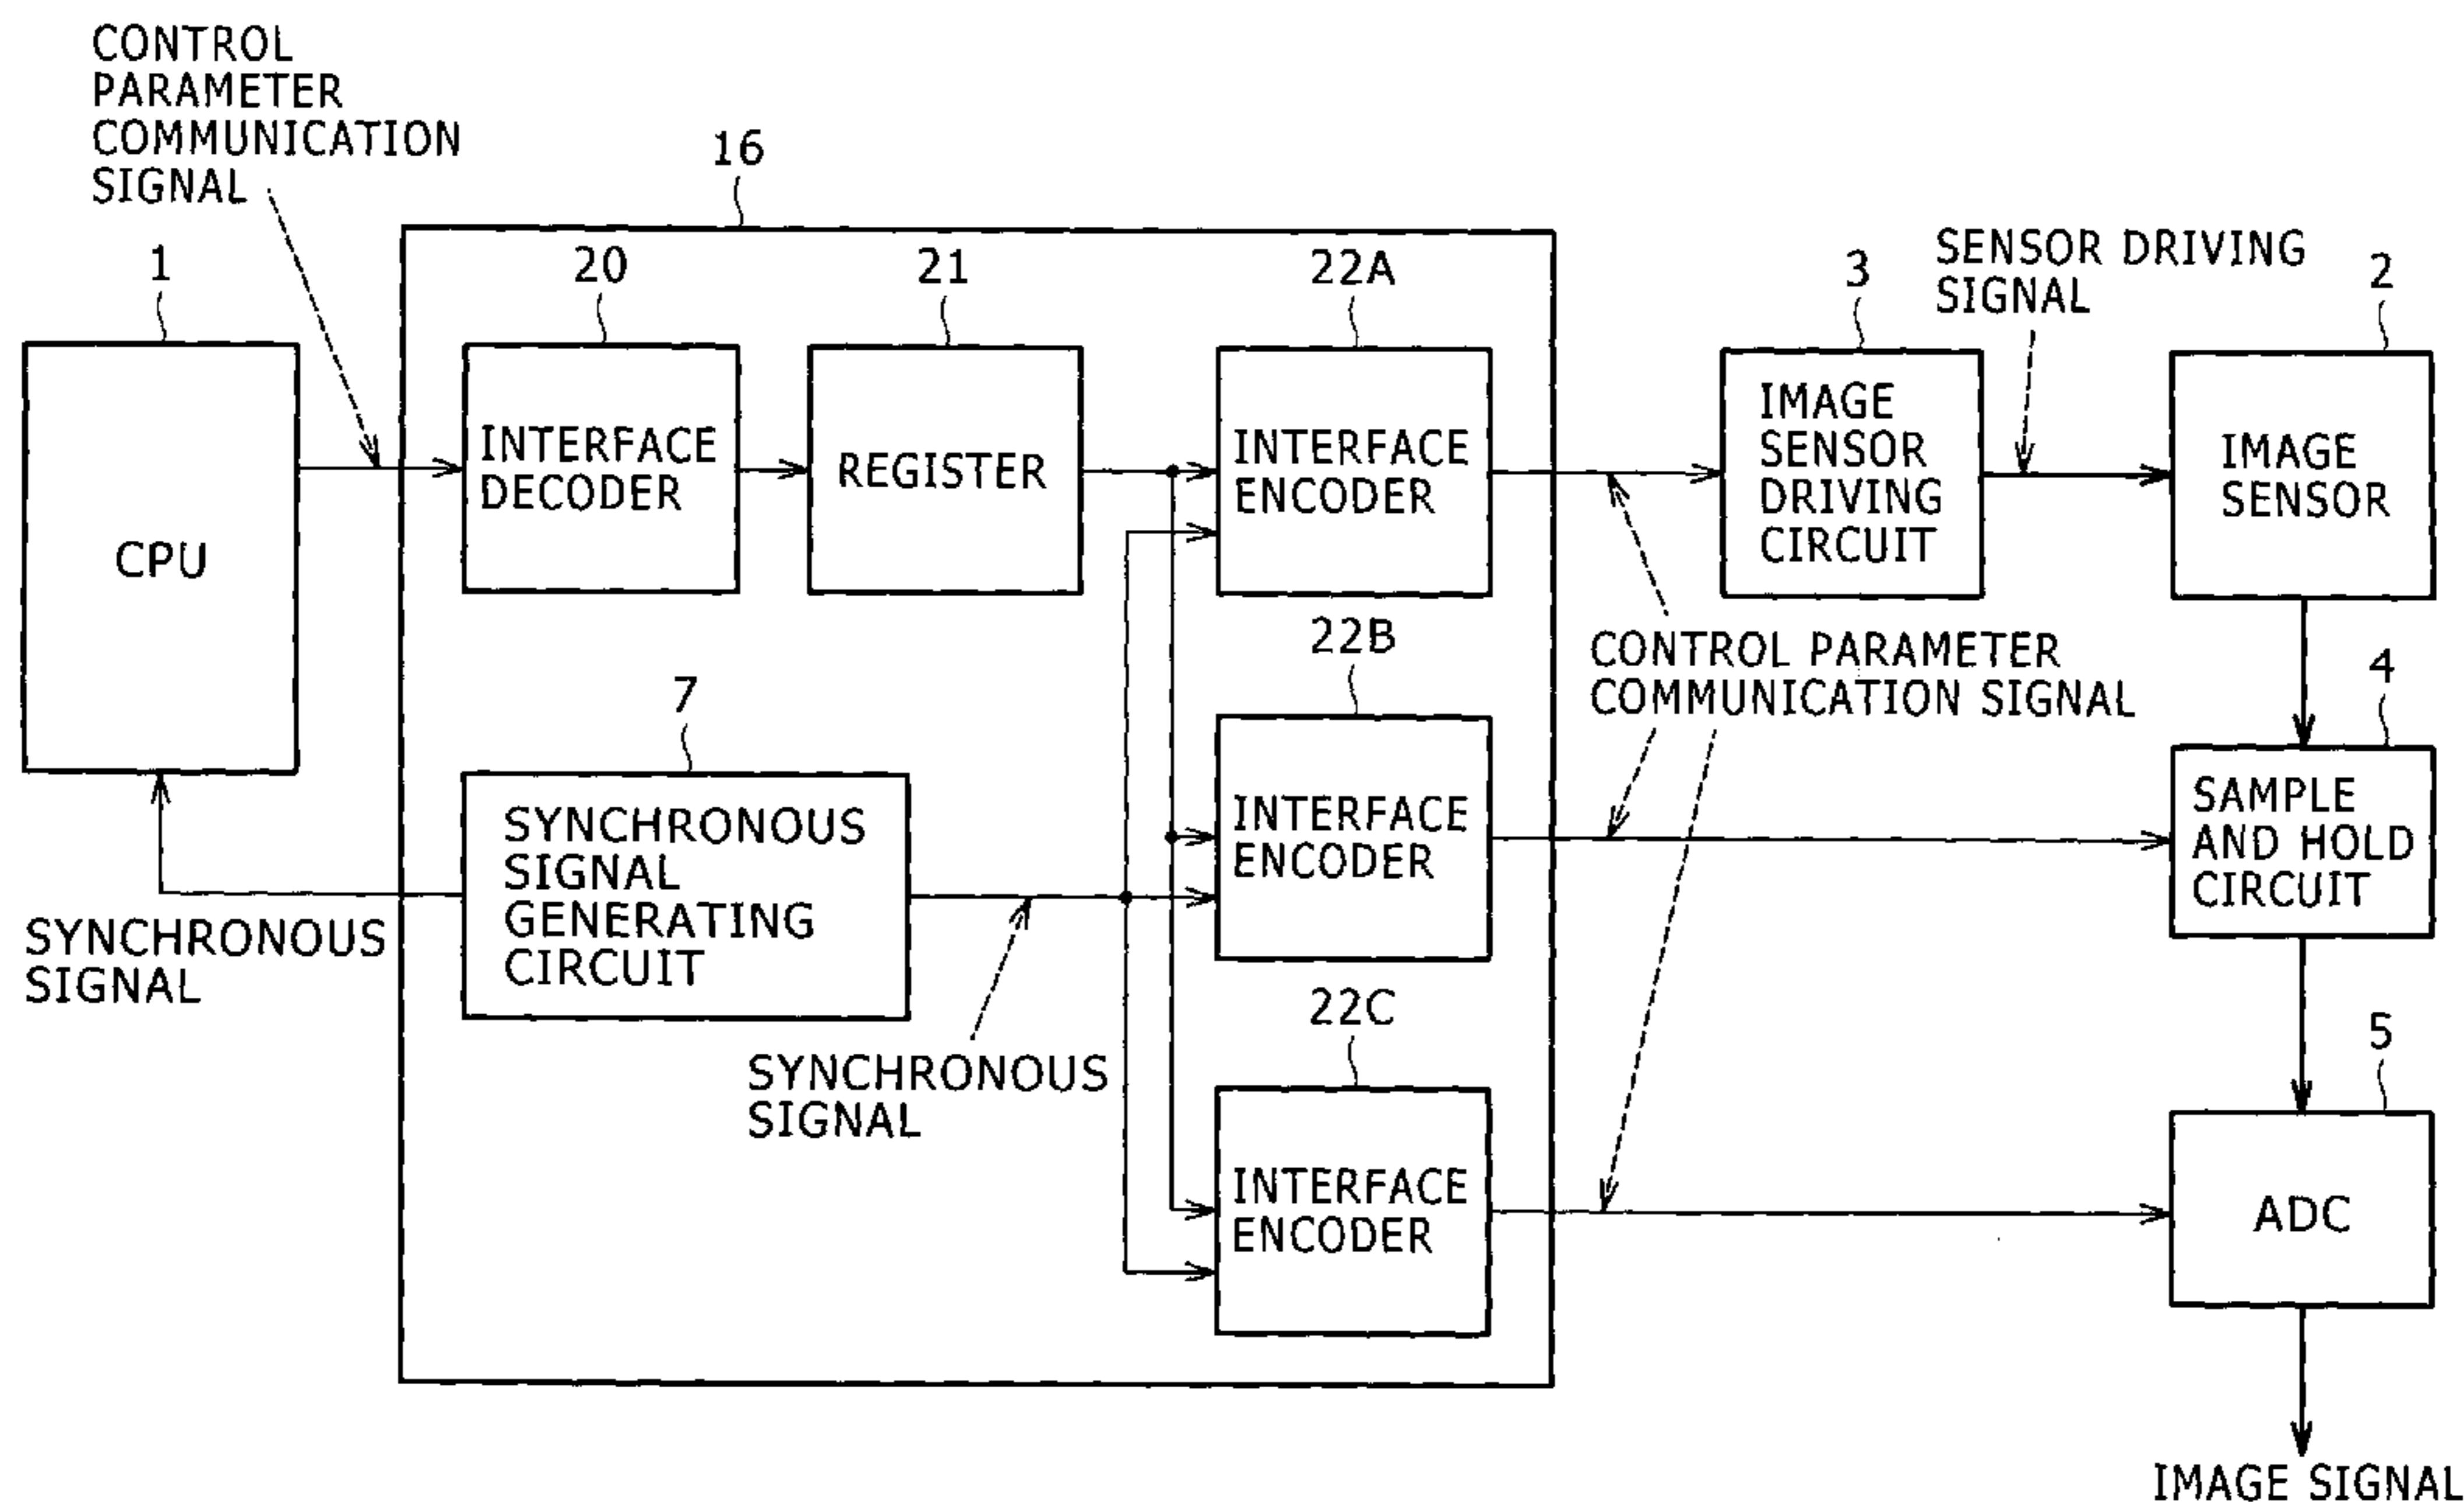 CONTROL
PARAMETER
COMMUNICATION
SIGNAL
16
1
20
21
22A
3
SENSOR DRIVING
SIGNAL
2
CPU
INTERFACE
DECODER
REGISTER
INTERFACE
ENCODER
IMAGE
SENSOR
DRIVING
CIRCUIT
IMAGE
SENSOR
22B
CONTROL PARAMETER
COMMUNICATION SIGNAL
7
4
SYNCHRONOUS
SIGNAL
GENERATING
CIRCUIT
INTERFACE
ENCODER
SAMPLE
AND HOLD
CIRCUIT
SYNCHRONOUS
SIGNAL
SYNCHRONOUS
SIGNAL
22C
5
INTERFACE
ENCODER
ADC
IMAGE SIGNAL